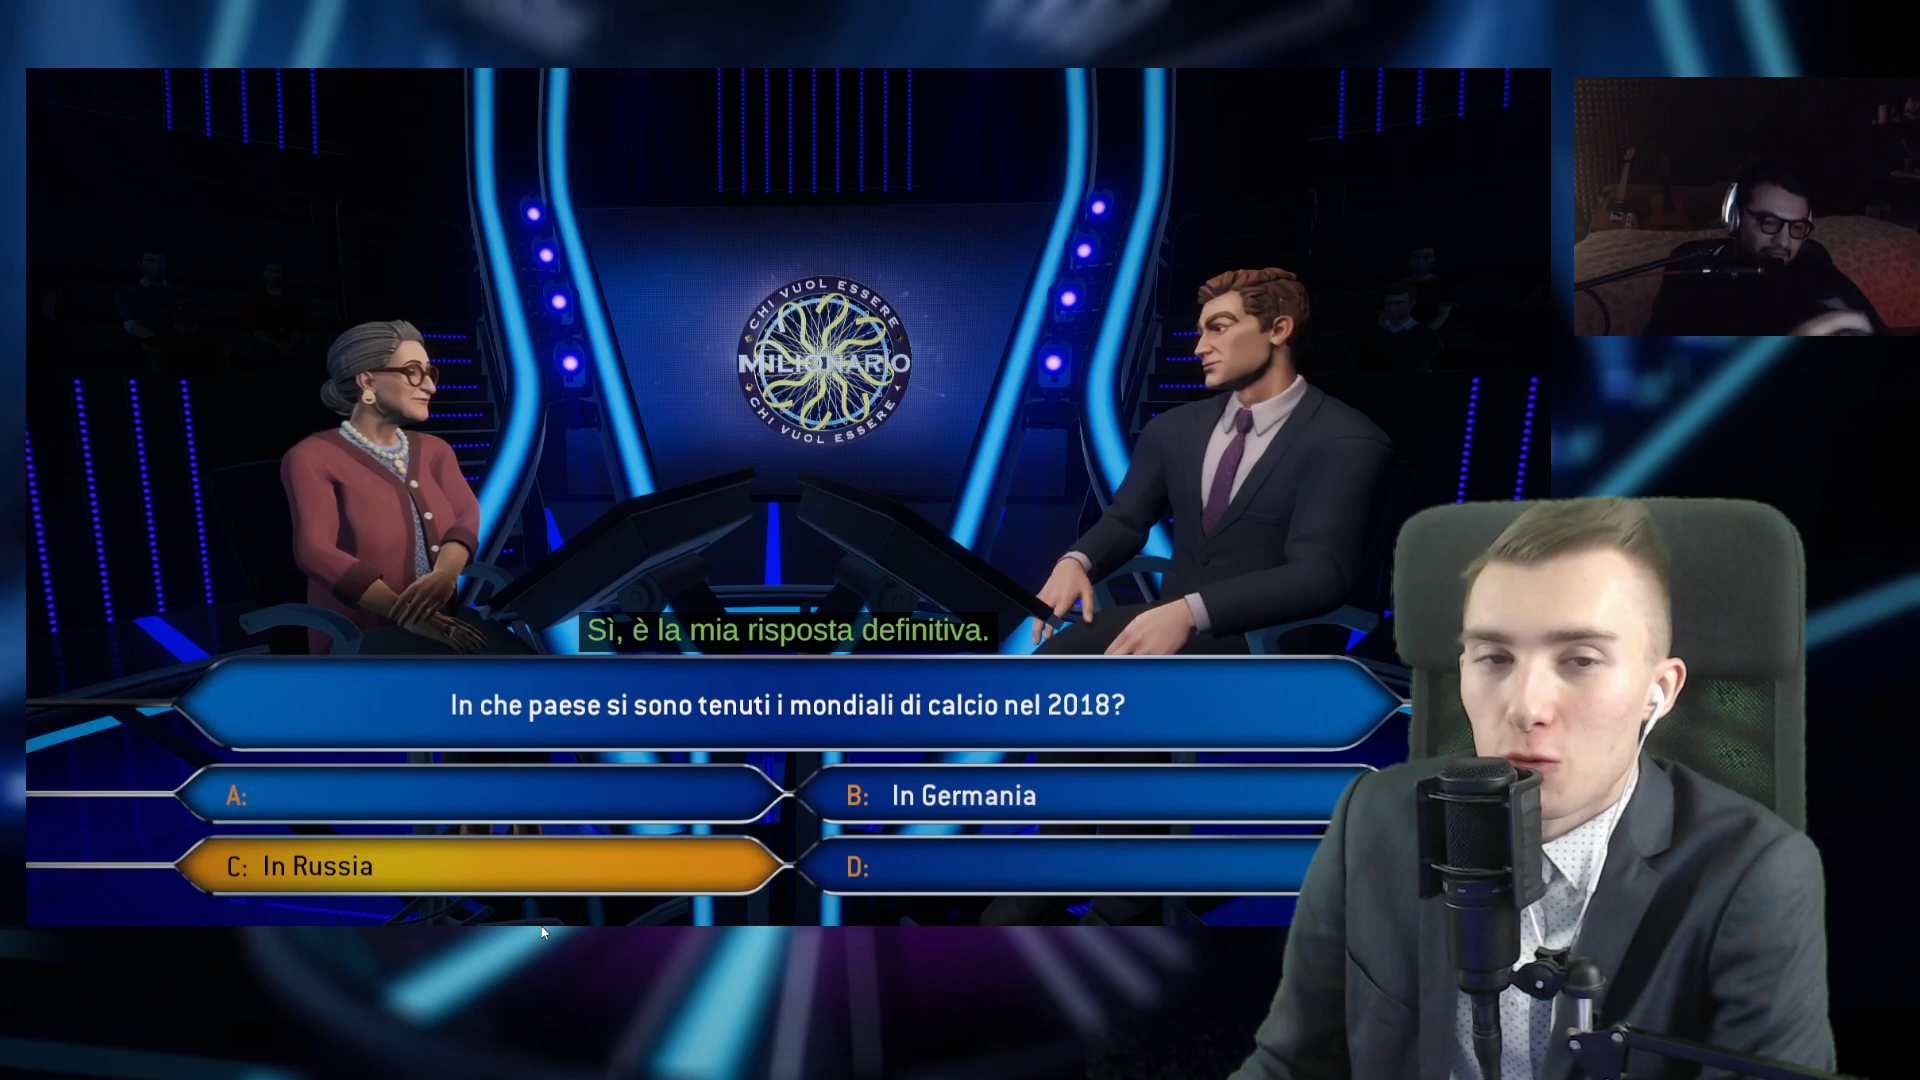 CHI VUOL ESSERE
MILIONARIO
CHI VUOL ESSERE
Sì, è la mia risposta definitiva.
In che paese si sono tenuti i mondiali di calcio nel 2018?
A:
B: In Germania
C: In Russia
D: